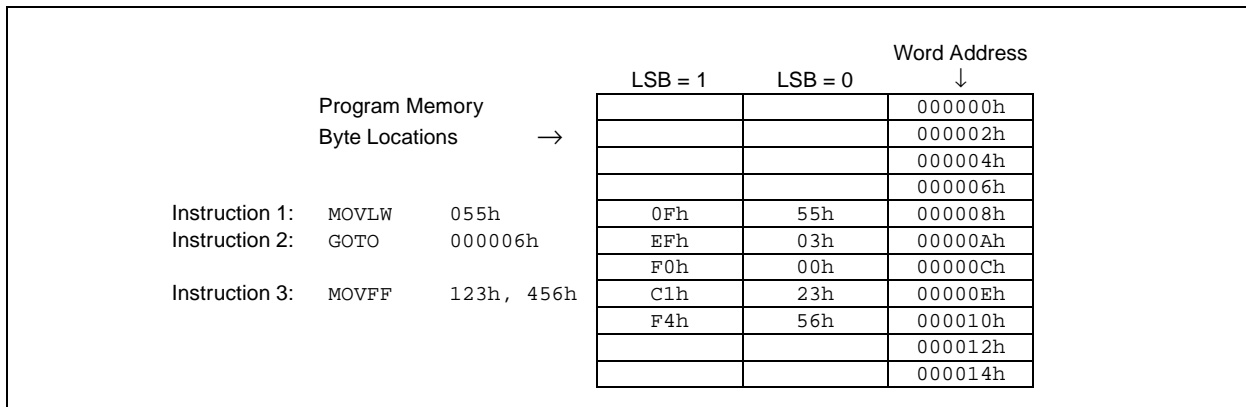 Word Address
LSB = 1 LSB = 0 ↓
Program Memory 000000h
Byte Locations → 000002h
000004h
000006h
Instruction 1: MOVLW 055h 0Fh 55h 000008h
Instruction 2: GOTO 000006h EFh 03h 00000Ah
F0h 00h 00000Ch
Instruction 3: MOVFF 123h, 456h C1h 23h 00000Eh
F4h 56h 000010h
000012h
000014h